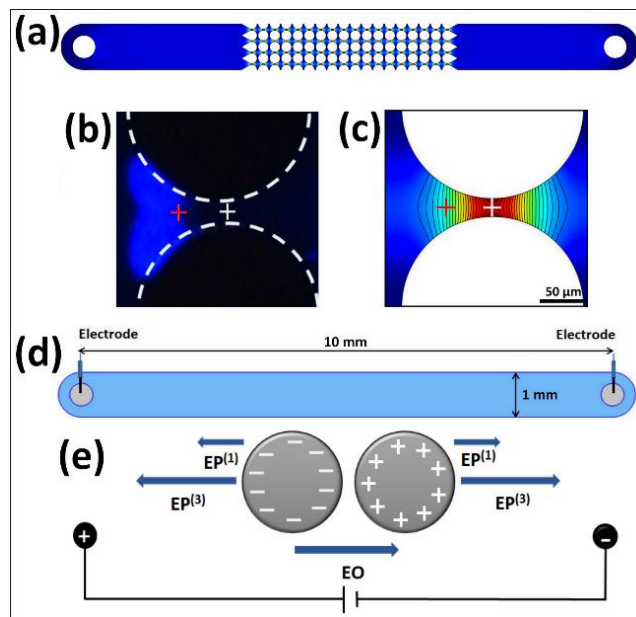 (a)
(b)
(c)
50 μm
(d)
Electrode
10 mm
Electrode
1 mm
(e)
EP(1)
EP(1)
EP(3)
EP(3)
+
−
EO